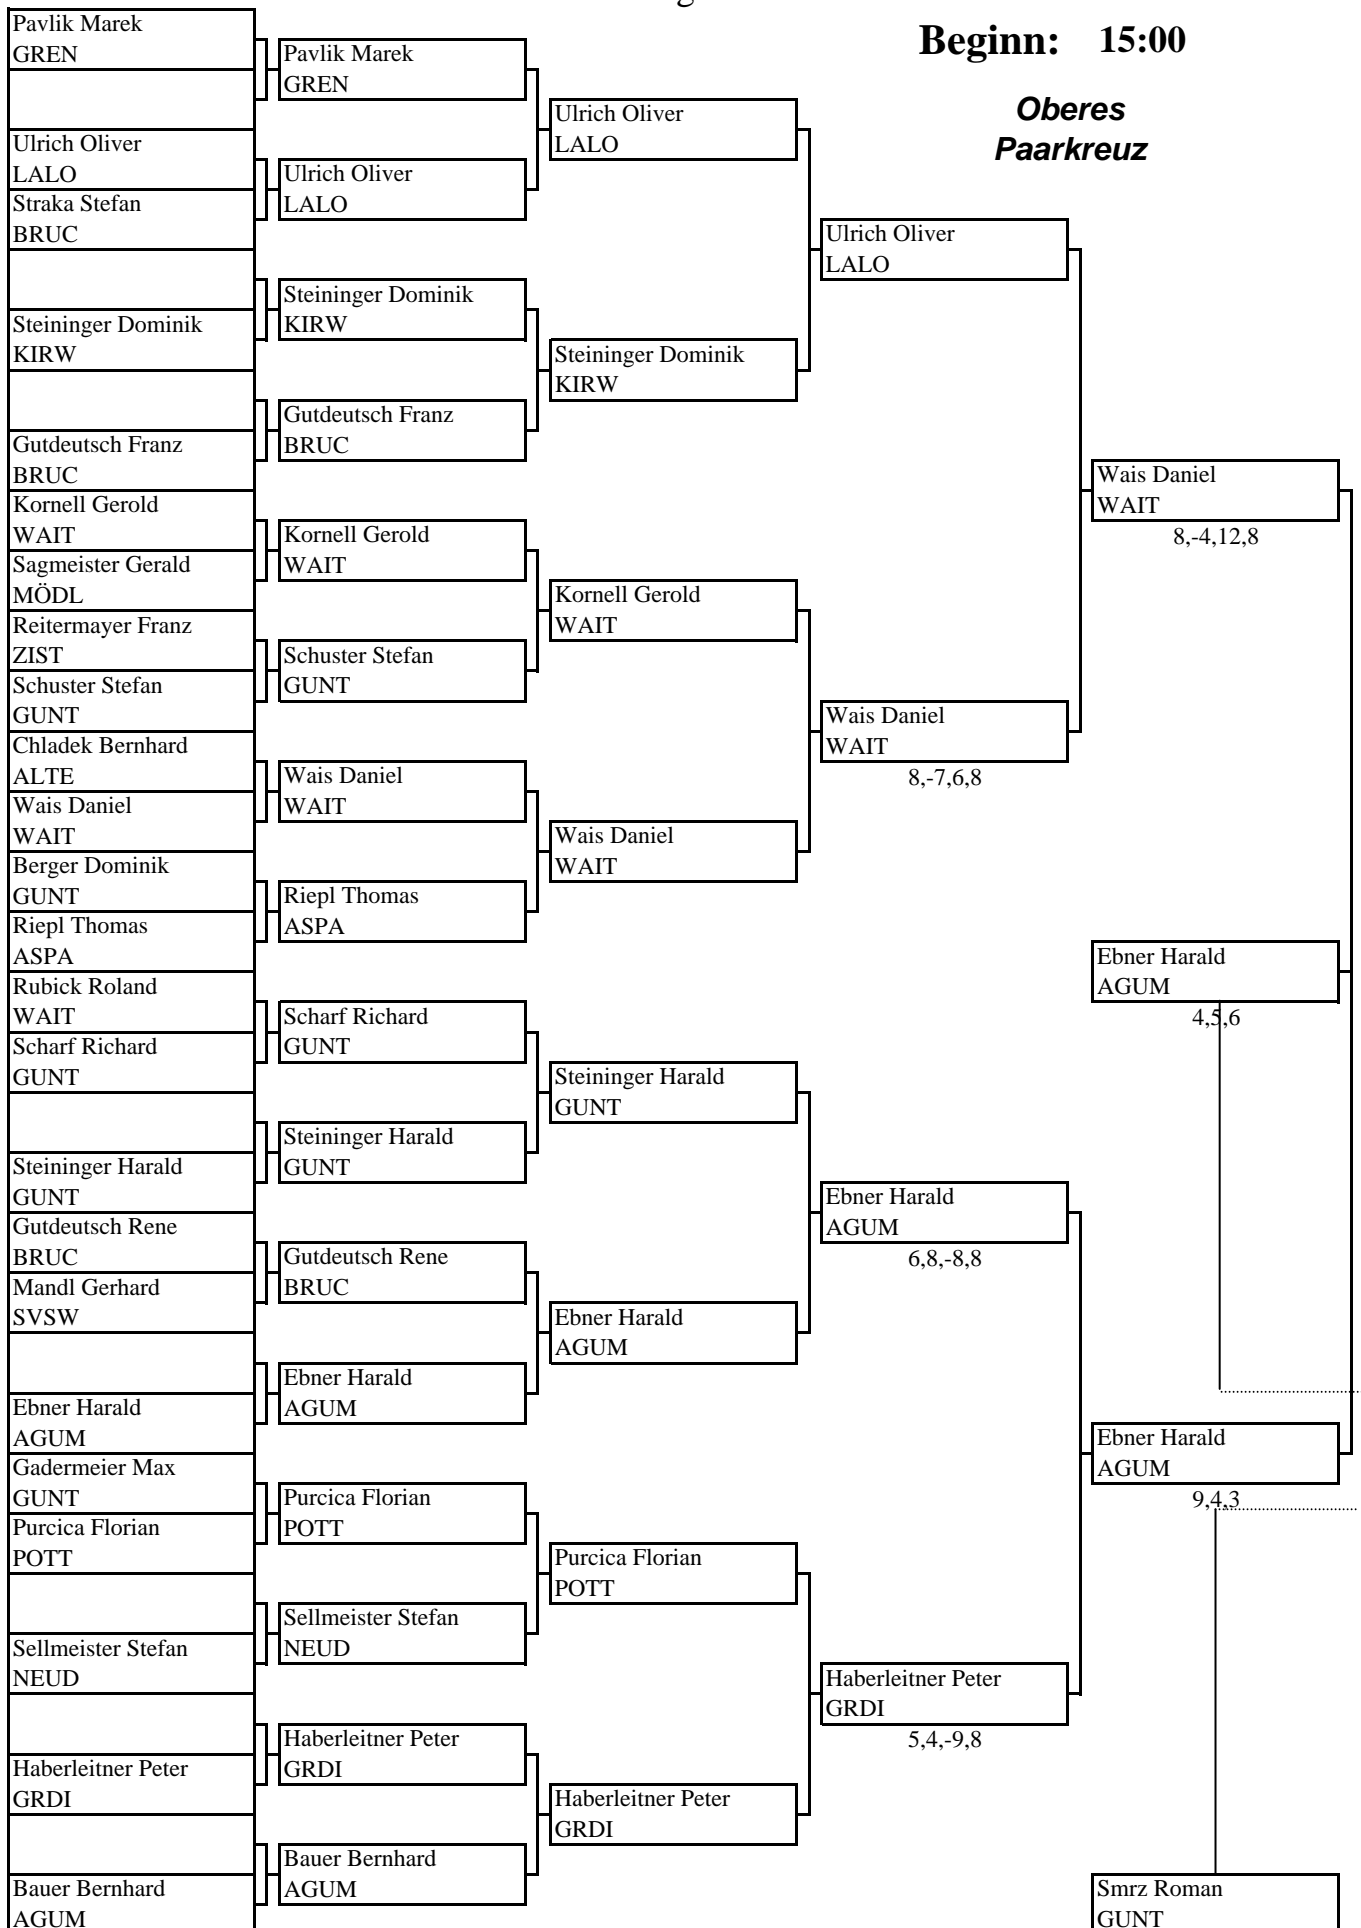 Beginn: 15:00
Oberes
Paarkreuz
Pavlik Marek
GREN
Ulrich Oliver
LALO
Straka Stefan
BRUC
Steininger Dominik
KIRW
Gutdeutsch Franz
BRUC
Kornell Gerold
WAIT
Sagmeister Gerald
MÖDL
Reitermayer Franz
ZIST
Schuster Stefan
GUNT
Chladek Bernhard
ALTE
Wais Daniel
WAIT
Berger Dominik
GUNT
Riepl Thomas
ASPA
Rubick Roland
WAIT
Scharf Richard
GUNT
Steininger Harald
GUNT
Gutdeutsch Rene
BRUC
Mandl Gerhard
SVSW
Ebner Harald
AGUM
Gadermeier Max
GUNT
Purcica Florian
POTT
Sellmeister Stefan
NEUD
Haberleitner Peter
GRDI
Bauer Bernhard
AGUM
Pavlik Marek
GREN
Ulrich Oliver
LALO
Steininger Dominik
KIRW
Gutdeutsch Franz
BRUC
Kornell Gerold
WAIT
Schuster Stefan
GUNT
Wais Daniel
WAIT
Riepl Thomas
ASPA
Scharf Richard
GUNT
Steininger Harald
GUNT
Gutdeutsch Rene
BRUC
Ebner Harald
AGUM
Purcica Florian
POTT
Sellmeister Stefan
NEUD
Haberleitner Peter
GRDI
Bauer Bernhard
AGUM
Ulrich Oliver
LALO
Steininger Dominik
KIRW
Kornell Gerold
WAIT
Wais Daniel
WAIT
Steininger Harald
GUNT
Ebner Harald
AGUM
Purcica Florian
POTT
Haberleitner Peter
GRDI
Ulrich Oliver
LALO
Wais Daniel
WAIT
8,-7,6,8
Ebner Harald
AGUM
6,8,-8,8
Haberleitner Peter
GRDI
5,4,-9,8
Wais Daniel
WAIT
8,-4,12,8
Ebner Harald
AGUM
4,5,6
Ebner Harald
AGUM
9,4,3
Smrz Roman
GUNT